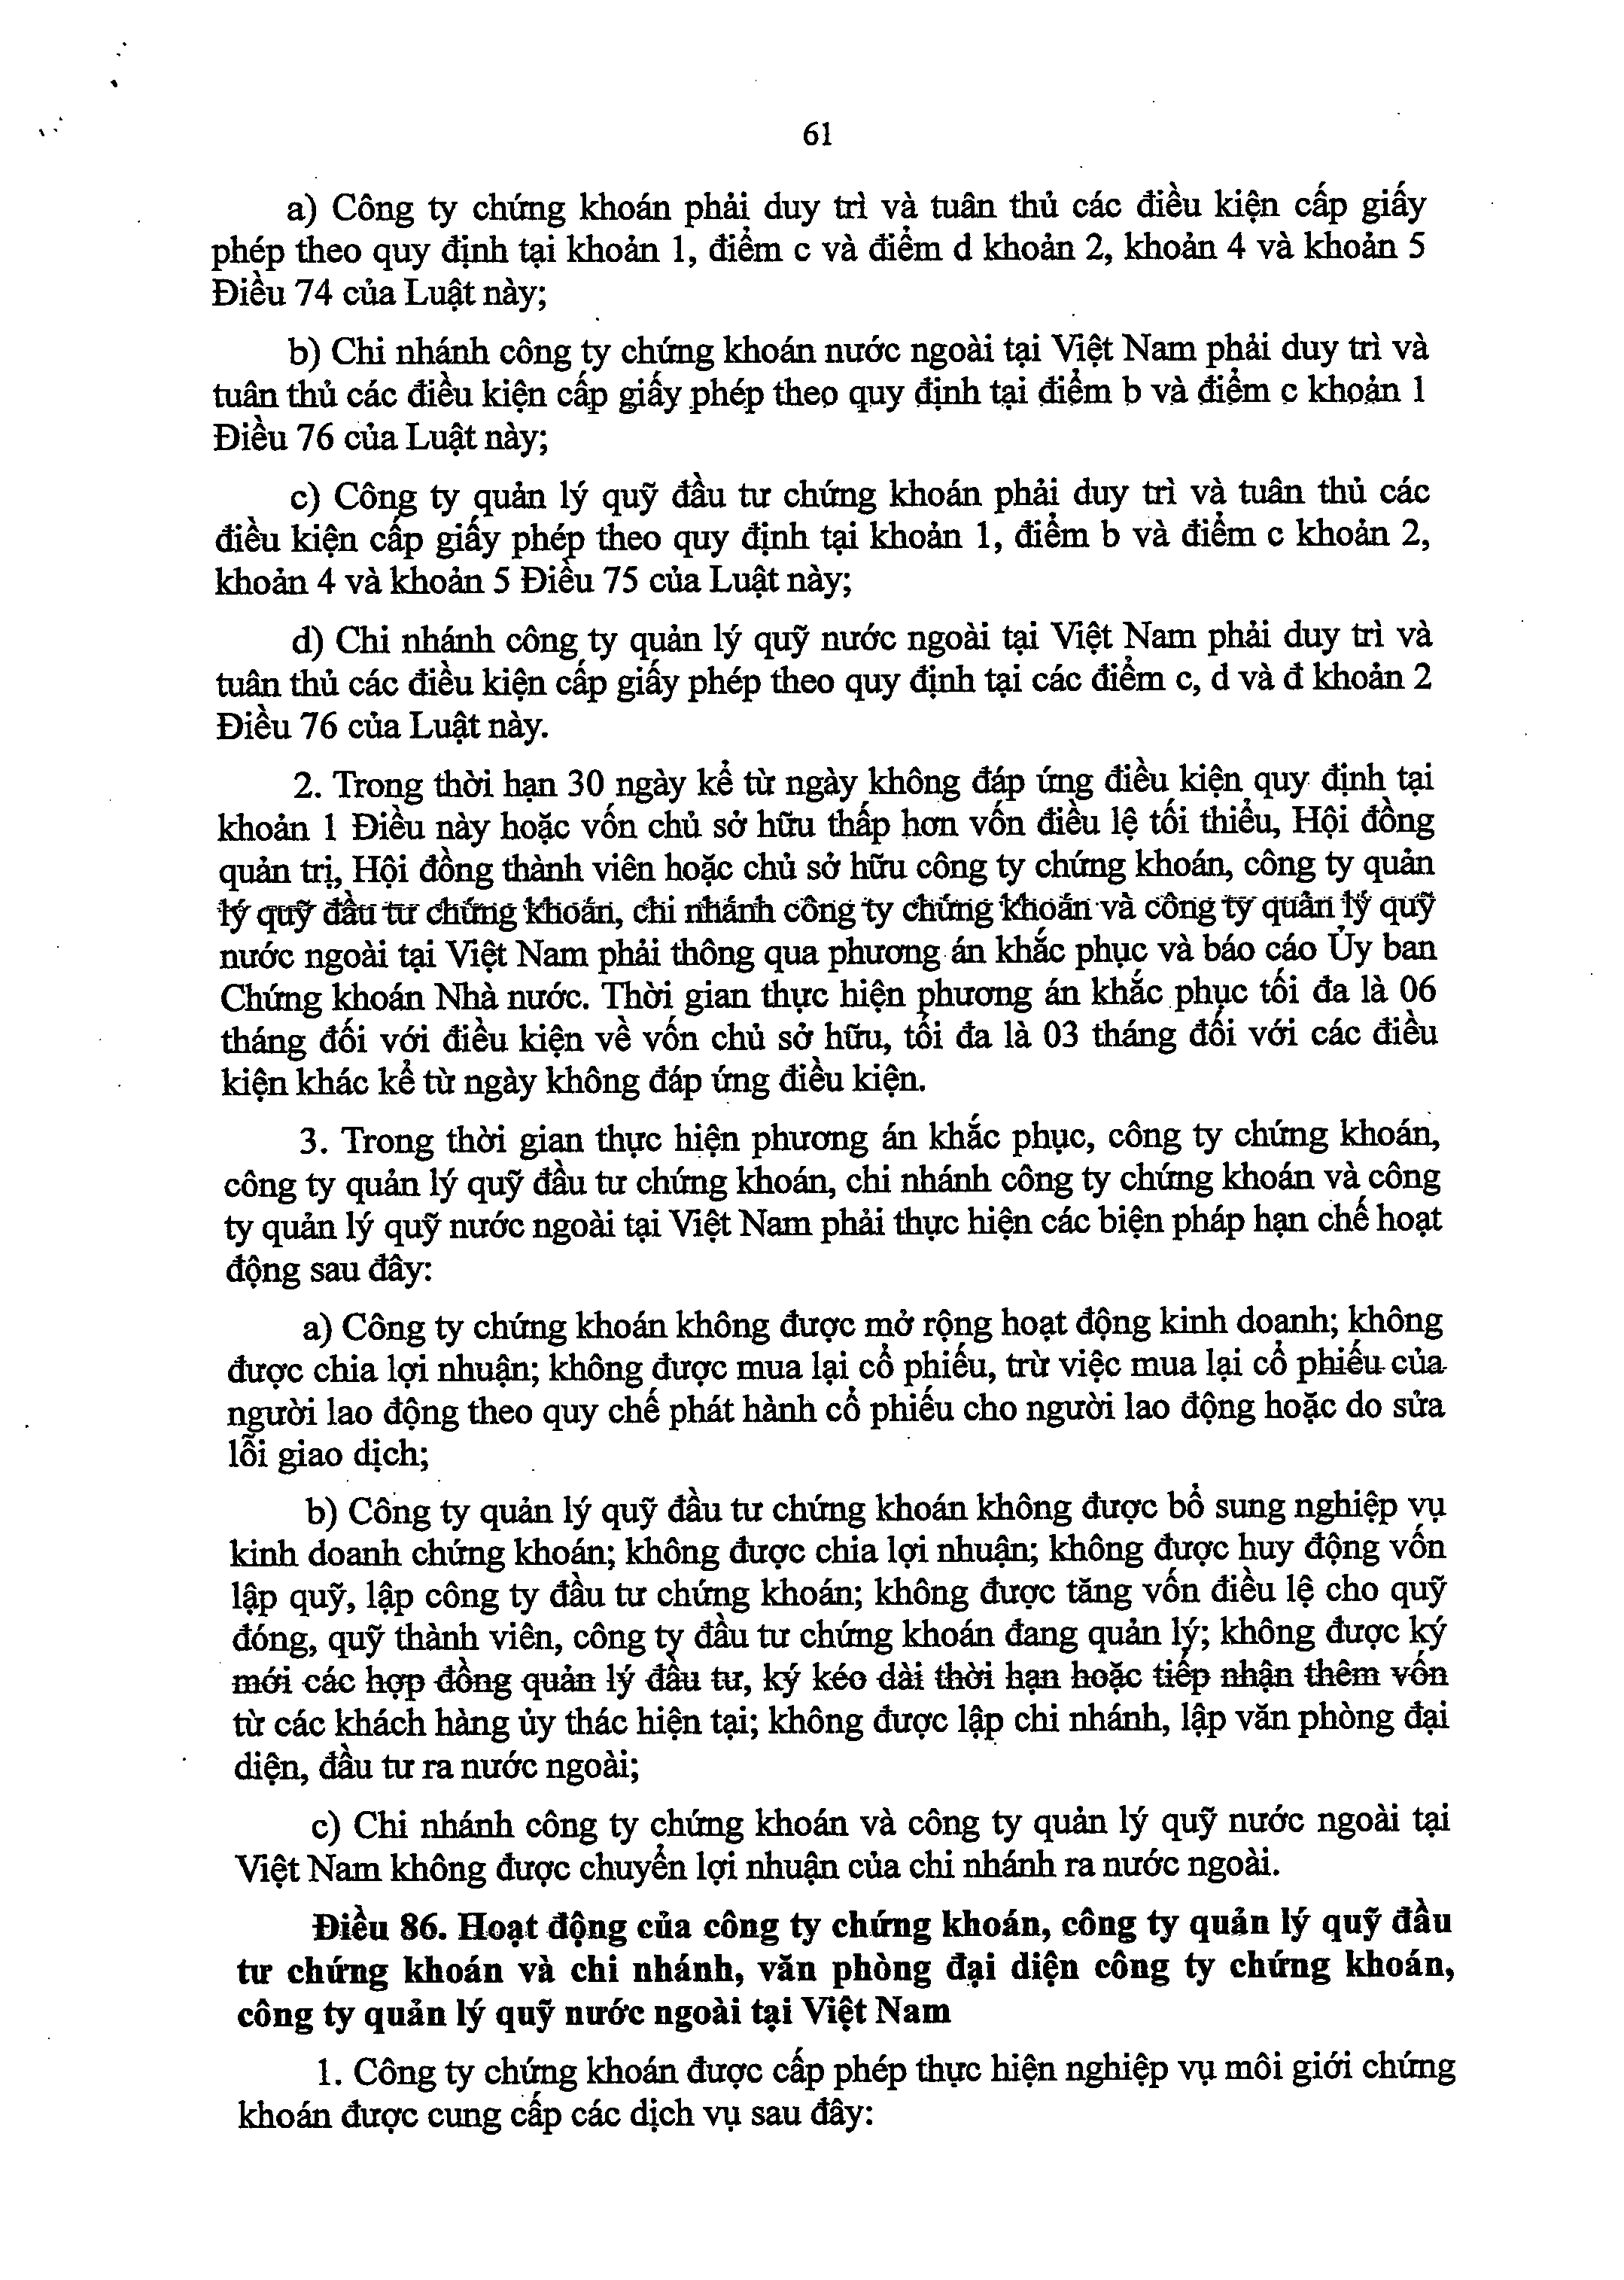 61
a) Công ty chứng khoán phải duy trì và tuân thủ các điều kiện cấp giấy
phép theo quy định tại khoản 1, điểm c và điểm d khoản 2, khoản 4 và khoản 5
Điều 74 của Luật này;
b) Chi nhánh công ty chứng khoán nước ngoài tại Việt Nam phải duy trì và
tuân thủ các điều kiện cấp giấy phép theo quy định tại điểm b và điểm c khoản 1
Điều 76 của Luật này;
c) Công ty quản lý quỹ đầu tư chứng khoán phải duy trì và tuân thủ các
điều kiện cấp giấy phép theo quy định tại khoản 1, điểm b và điểm c khoản 2,
khoản 4 và khoản 5 Điều 75 của Luật này;
d) Chi nhánh công ty quản lý quỹ nước ngoài tại Việt Nam phải duy trì và
tuân thủ các điều kiện cấp giấy phép theo quy định tại các điểm c, d và đ khoản 2
Điều 76 của Luật này.
2. Trong thời hạn 30 ngày kể từ ngày không đáp ứng điều kiện quy định tại
khoản 1 Điều này hoặc vốn chủ sở hữu thấp hơn vốn điều lệ tối thiểu, Hội đồng
quản trị, Hội đồng thành viên hoặc chủ sở hữu công ty chứng khoán, công ty quản
lý quỹ đầu tư chứng khoán, chi nhánh công ty chứng khoán và công ty quản lý quỹ
nước ngoài tại Việt Nam phải thông qua phương án khắc phục và báo cáo Ủy ban
Chứng khoán Nhà nước. Thời gian thực hiện phương án khắc phục tối đa là 06
tháng đối với điều kiện về vốn chủ sở hữu, tối đa là 03 tháng đối với các điều
kiện khác kể từ ngày không đáp ứng điều kiện.
3. Trong thời gian thực hiện phương án khắc phục, công ty chứng khoán,
công ty quản lý quỹ đầu tư chứng khoán, chi nhánh công ty chứng khoán và công
ty quản lý quỹ nước ngoài tại Việt Nam phải thực hiện các biện pháp hạn chế hoạt
động sau đây:
a) Công ty chứng khoán không được mở rộng hoạt động kinh doanh; không
được chia lợi nhuận; không được mua lại cổ phiếu, trừ việc mua lại cổ phiếu của
người lao động theo quy chế phát hành cổ phiếu cho người lao động hoặc do sửa
lỗi giao dịch;
b) Công ty quản lý quỹ đầu tư chứng khoán không được bổ sung nghiệp vụ
kinh doanh chứng khoán; không được chia lợi nhuận; không được huy động vốn
lập quỹ, lập công ty đầu tư chứng khoán; không được tăng vốn điều lệ cho quỹ
đóng, quỹ thành viên, công ty đầu tư chứng khoán đang quản lý; không được ký
mới các hợp đồng quản lý đầu tư, ký kéo dài thời hạn hoặc tiếp nhận thêm vốn
từ các khách hàng ủy thác hiện tại; không được lập chi nhánh, lập văn phòng đại
diện, đầu tư ra nước ngoài;
c) Chi nhánh công ty chứng khoán và công ty quản lý quỹ nước ngoài tại
Việt Nam không được chuyển lợi nhuận của chi nhánh ra nước ngoài.
Điều 86. Hoạt động của công ty chứng khoán, công ty quản lý quỹ đầu
tư chứng khoán và chi nhánh, văn phòng đại diện công ty chứng khoán,
công ty quản lý quỹ nước ngoài tại Việt Nam
1. Công ty chứng khoán được cấp phép thực hiện nghiệp vụ môi giới chứng
khoán được cung cấp các dịch vụ sau đây: